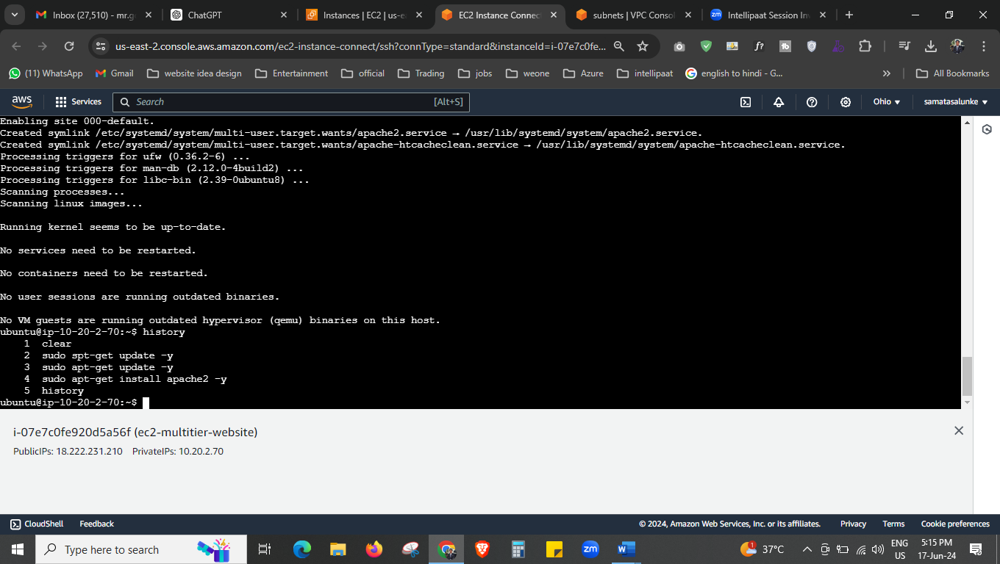 Inbox (27,510) - mr.g
ChatGPT
Instances | EC2 | us-ea
EC2 Instance Connect
subnets | VPC Consol
zm Intellipaat Session Inv
us-east-2.console.aws.amazon.com/ec2-instance-connect/ssh?connType=standard&instanceId=i-07e7c0fe...
(11) WhatsApp
Gmail
website idea design
Entertainment
official
Trading
jobs
weone
Azure
intellipaat
english to hindi - G...
All Bookmarks
aws
Services
Search
[Alt+S]
Ohio
samatasalunke
Enabling site 000-default.
Created symlink /etc/systemd/system/multi-user.target.wants/apache2.service → /usr/lib/systemd/system/apache2.service.
Created symlink /etc/systemd/system/multi-user.target.wants/apache-htcacheclean.service → /usr/lib/systemd/system/apache-htcacheclean.service.
Processing triggers for ufw (0.36.2-6) ...
Processing triggers for man-db (2.12.0-4build2) ...
Processing triggers for libc-bin (2.39-0ubuntu8) ...
Scanning processes...
Scanning linux images...
Running kernel seems to be up-to-date.
No services need to be restarted.
No containers need to be restarted.
No user sessions are running outdated binaries.
No VM guests are running outdated hypervisor (qemu) binaries on this host.
ubuntu@ip-10-20-2-70:~$ history
1 clear
2 sudo spt-get update -y
3 sudo apt-get update -y
4 sudo apt-get install apache2 -y
5 history
ubuntu@ip-10-20-2-70:~$
i-07e7c0fe920d5a56f (ec2-multitier-website)
PublicIPs: 18.222.231.210 PrivateIPs: 10.20.2.70
CloudShell
Feedback
© 2024, Amazon Web Services, Inc. or its affiliates.
Privacy
Terms
Cookie preferences
Type here to search
zm
37°C
ENG
US
5:15 PM
17-Jun-24